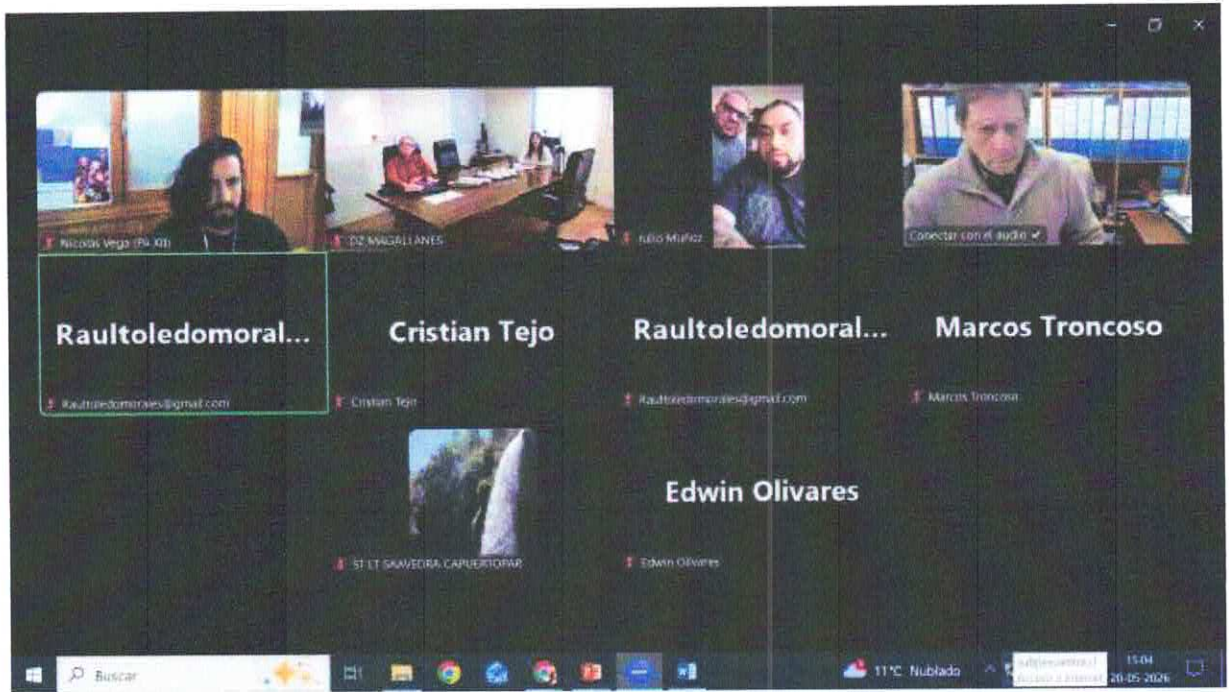 Nicolas Vega (PA XII)
DZ MAGALLANES
Tulio Muñoz
Conectar con el audio
Raultoledomoral...
Cristian Tejo
Raultoledomoral...
Marcos Troncoso
Raultoledomorales@gmail.com
Cristian Tejo
Raultoledomorales@gmail.com
Marcos Troncoso
Edwin Olivares
ST LT SAAVEDRA CAPUERTOPAR
Edwin Olivares
Buscar
11°C Nublado
15:04
20-05-2026